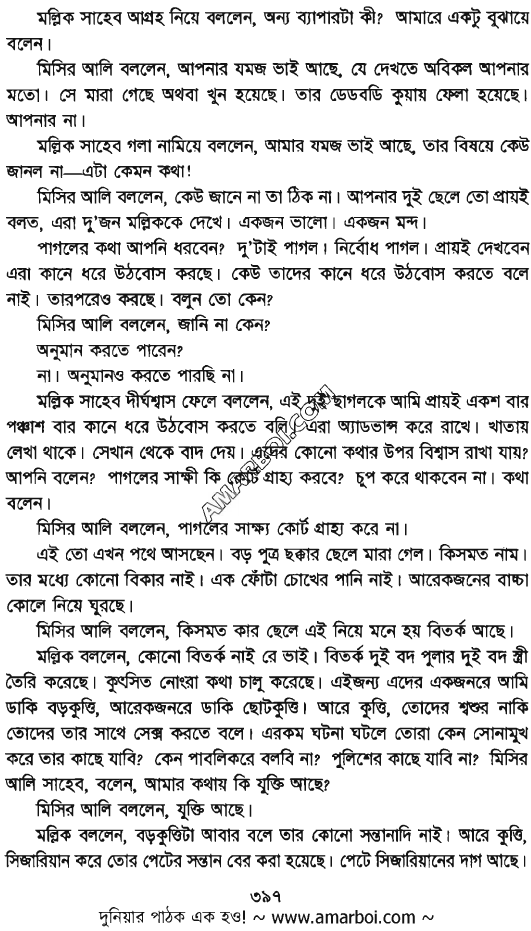 মল্লিক সাহেব আগ্রহ নিয়ে বললেন, অন্য ব্যাপারটা কী? আমারে একটু বুঝায়ে
বলেন।
মিসির আলি বললেন, আপনার যমজ ভাই আছে, যে দেখতে অবিকল আপনার
মতো। সে মারা গেছে অথবা খুন হয়েছে। তার ডেডবডি কুয়ায় ফেলা হয়েছে।
আপনার না।
মল্লিক সাহেব গলা নামিয়ে বললেন, আমার যমজ ভাই আছে, তার বিষয়ে কেউ
জানল না—এটা কেমন কথা!
মিসির আলি বললেন, কেউ জানে না তা ঠিক না। আপনার দুই ছেলে তো প্রায়ই
বলত, এরা দু'জন মল্লিককে দেখে। একজন ভালো। একজন মন্দ।
পাগলের কথা আপনি ধরবেন? দু'টাই পাগল। নির্বোধ পাগল। প্রায়ই দেখবেন
এরা কানে ধরে উঠবোস করছে। কেউ তাদের কানে ধরে উঠবোস করতে বলে
নাই। তারপরেও করছে। বলুন তো কেন?
মিসির আলি বললেন, জানি না কেন?
অনুমান করতে পারেন?
না। অনুমানও করতে পারছি না।
মল্লিক সাহেব দীর্ঘশ্বাস ফেলে বললেন, এই দুই ছাগলকে আমি প্রায়ই একশ বার
পঞ্চাশ বার কানে ধরে উঠবোস করতে বলি। এরা অ্যাডভান্স করে রাখে। খাতায়
লেখা থাকে। সেখান থেকে বাদ দেয়। এদের কোনো কথার উপর বিশ্বাস রাখা যায়?
আপনি বলেন? পাগলের সাক্ষী কি কোর্ট গ্রাহ্য করবে? চুপ করে থাকবেন না। কথা
বলেন।
মিসির আলি বললেন, পাগলের সাক্ষ্য কোর্ট গ্রাহ্য করে না।
এই তো এখন পথে আসছেন। বড় পুত্র ছক্কার ছেলে মারা গেল। কিসমত নাম।
তার মধ্যে কোনো বিকার নাই। এক ফোঁটা চোখের পানি নাই। আরেকজনের বাচ্চা
কোলে নিয়ে ঘুরছে।
মিসির আলি বললেন, কিসমত কার ছেলে এই নিয়ে মনে হয় বিতর্ক আছে।
মল্লিক বললেন, কোনো বিতর্ক নাই রে ভাই। বিতর্ক দুই বদ পুলার দুই বদ স্ত্রী
তৈরি করেছে। কুৎসিত নোংরা কথা চালু করেছে। এইজন্য এদের একজনরে আমি
ডাকি বড়কুত্তি, আরেকজনরে ডাকি ছোটকুত্তি। আরে কুত্তি, তোদের শ্বশুর নাকি
তোদের তার সাথে সেক্স করতে বলে। এরকম ঘটনা ঘটলে তোরা কেন সোনামুখ
করে তার কাছে যাবি? কেন পাবলিকরে বলবি না? পুলিশের কাছে যাবি না? মিসির
আলি সাহেব, বলেন, আমার কথায় কি যুক্তি আছে?
মিসির আলি বললেন, যুক্তি আছে।
মল্লিক বললেন, বড়কুত্তিটা আবার বলে তার কোনো সন্তানাদি নাই। আরে কুত্তি,
সিজারিয়ান করে তোর পেটের সন্তান বের করা হয়েছে। পেটে সিজারিয়ানের দাগ আছে।
AMARBOI.COM
৩৯৭
দুনিয়ার পাঠক এক হও! ~ www.amarboi.com ~